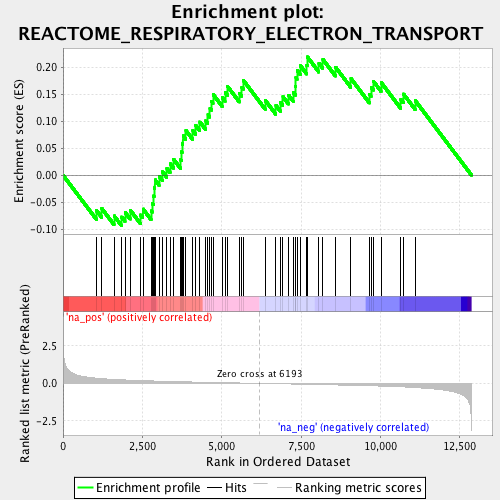 Enrichment plot:
REACTOME_RESPIRATORY_ELECTRON_TRANSPORT
Enrichment score (ES)
0.20
0.15
0.10
0.05
0.00
-0.05
-0.10
'na_pos' (positively correlated)
Ranked list metric (PreRanked)
2.5
0.0
-2.5
Zero cross at 6193
'na_neg' (negatively correlated)
0
2,500
5,000
7,500
10,000
12,500
Rank in Ordered Dataset
Enrichment profile
Hits
Ranking metric scores